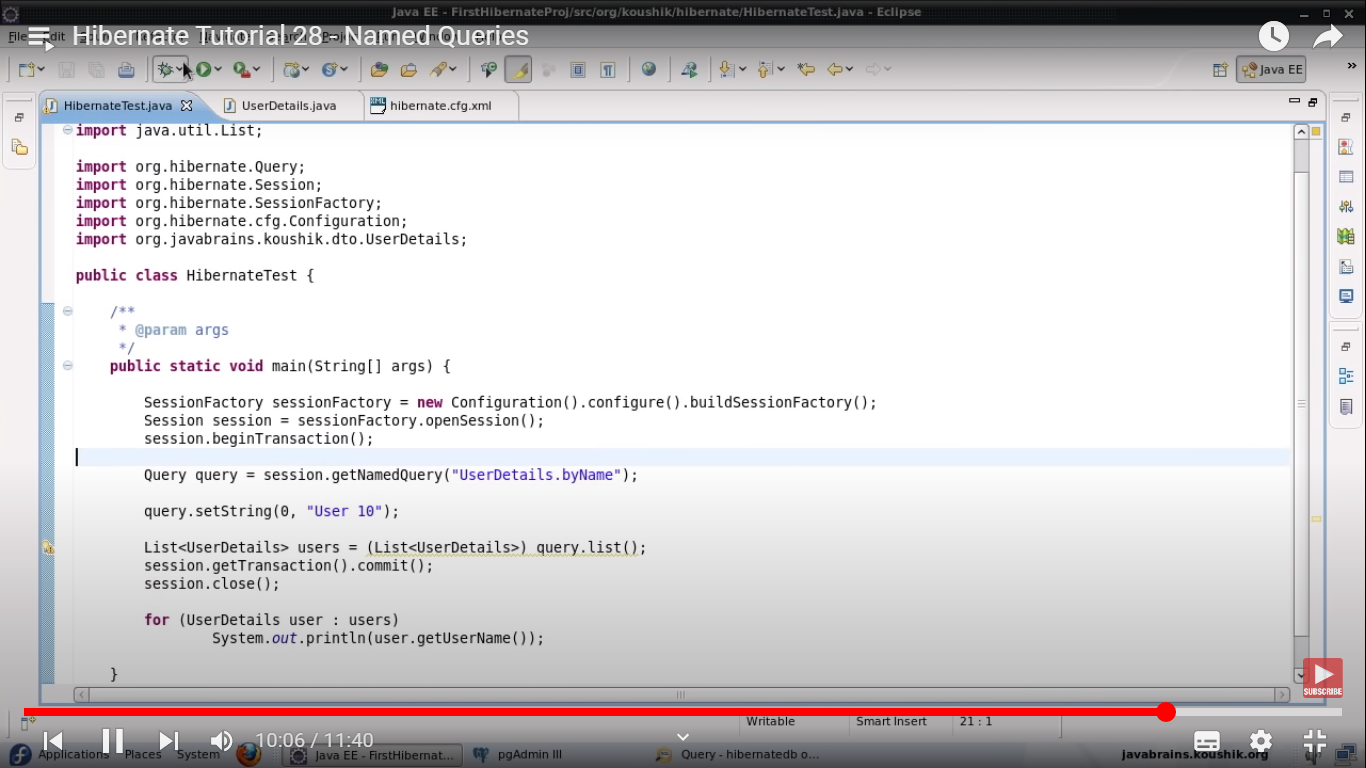 Java EE - FirstHibernateProj/src/org/koushik/hibernate/HibernateTest.java - Eclipse
File Edit
Hibernate Tutorial 28 - Named Queries
Java EE
HibernateTest.java UserDetails.java hibernate.cfg.xml
import java.util.List;
import org.hibernate.Query;
import org.hibernate.Session;
import org.hibernate.SessionFactory;
import org.hibernate.cfg.Configuration;
import org.javabrains.koushik.dto.UserDetails;
public class HibernateTest {
/**
* @param args
*/
public static void main(String[] args) {
SessionFactory sessionFactory = new Configuration().configure().buildSessionFactory();
Session session = sessionFactory.openSession();
session.beginTransaction();
Query query = session.getNamedQuery("UserDetails.byName");
query.setString(0, "User 10");
List<UserDetails> users = (List<UserDetails>) query.list();
session.getTransaction().commit();
session.close();
for (UserDetails user : users)
System.out.println(user.getUserName());
}
SUBSCRIBE
Writable Smart Insert 21 : 1
10:06 / 11:40
Applications Places System Java EE - FirstHibernat... pgAdmin III Query - hibernatedb o... javabrains.koushik.org